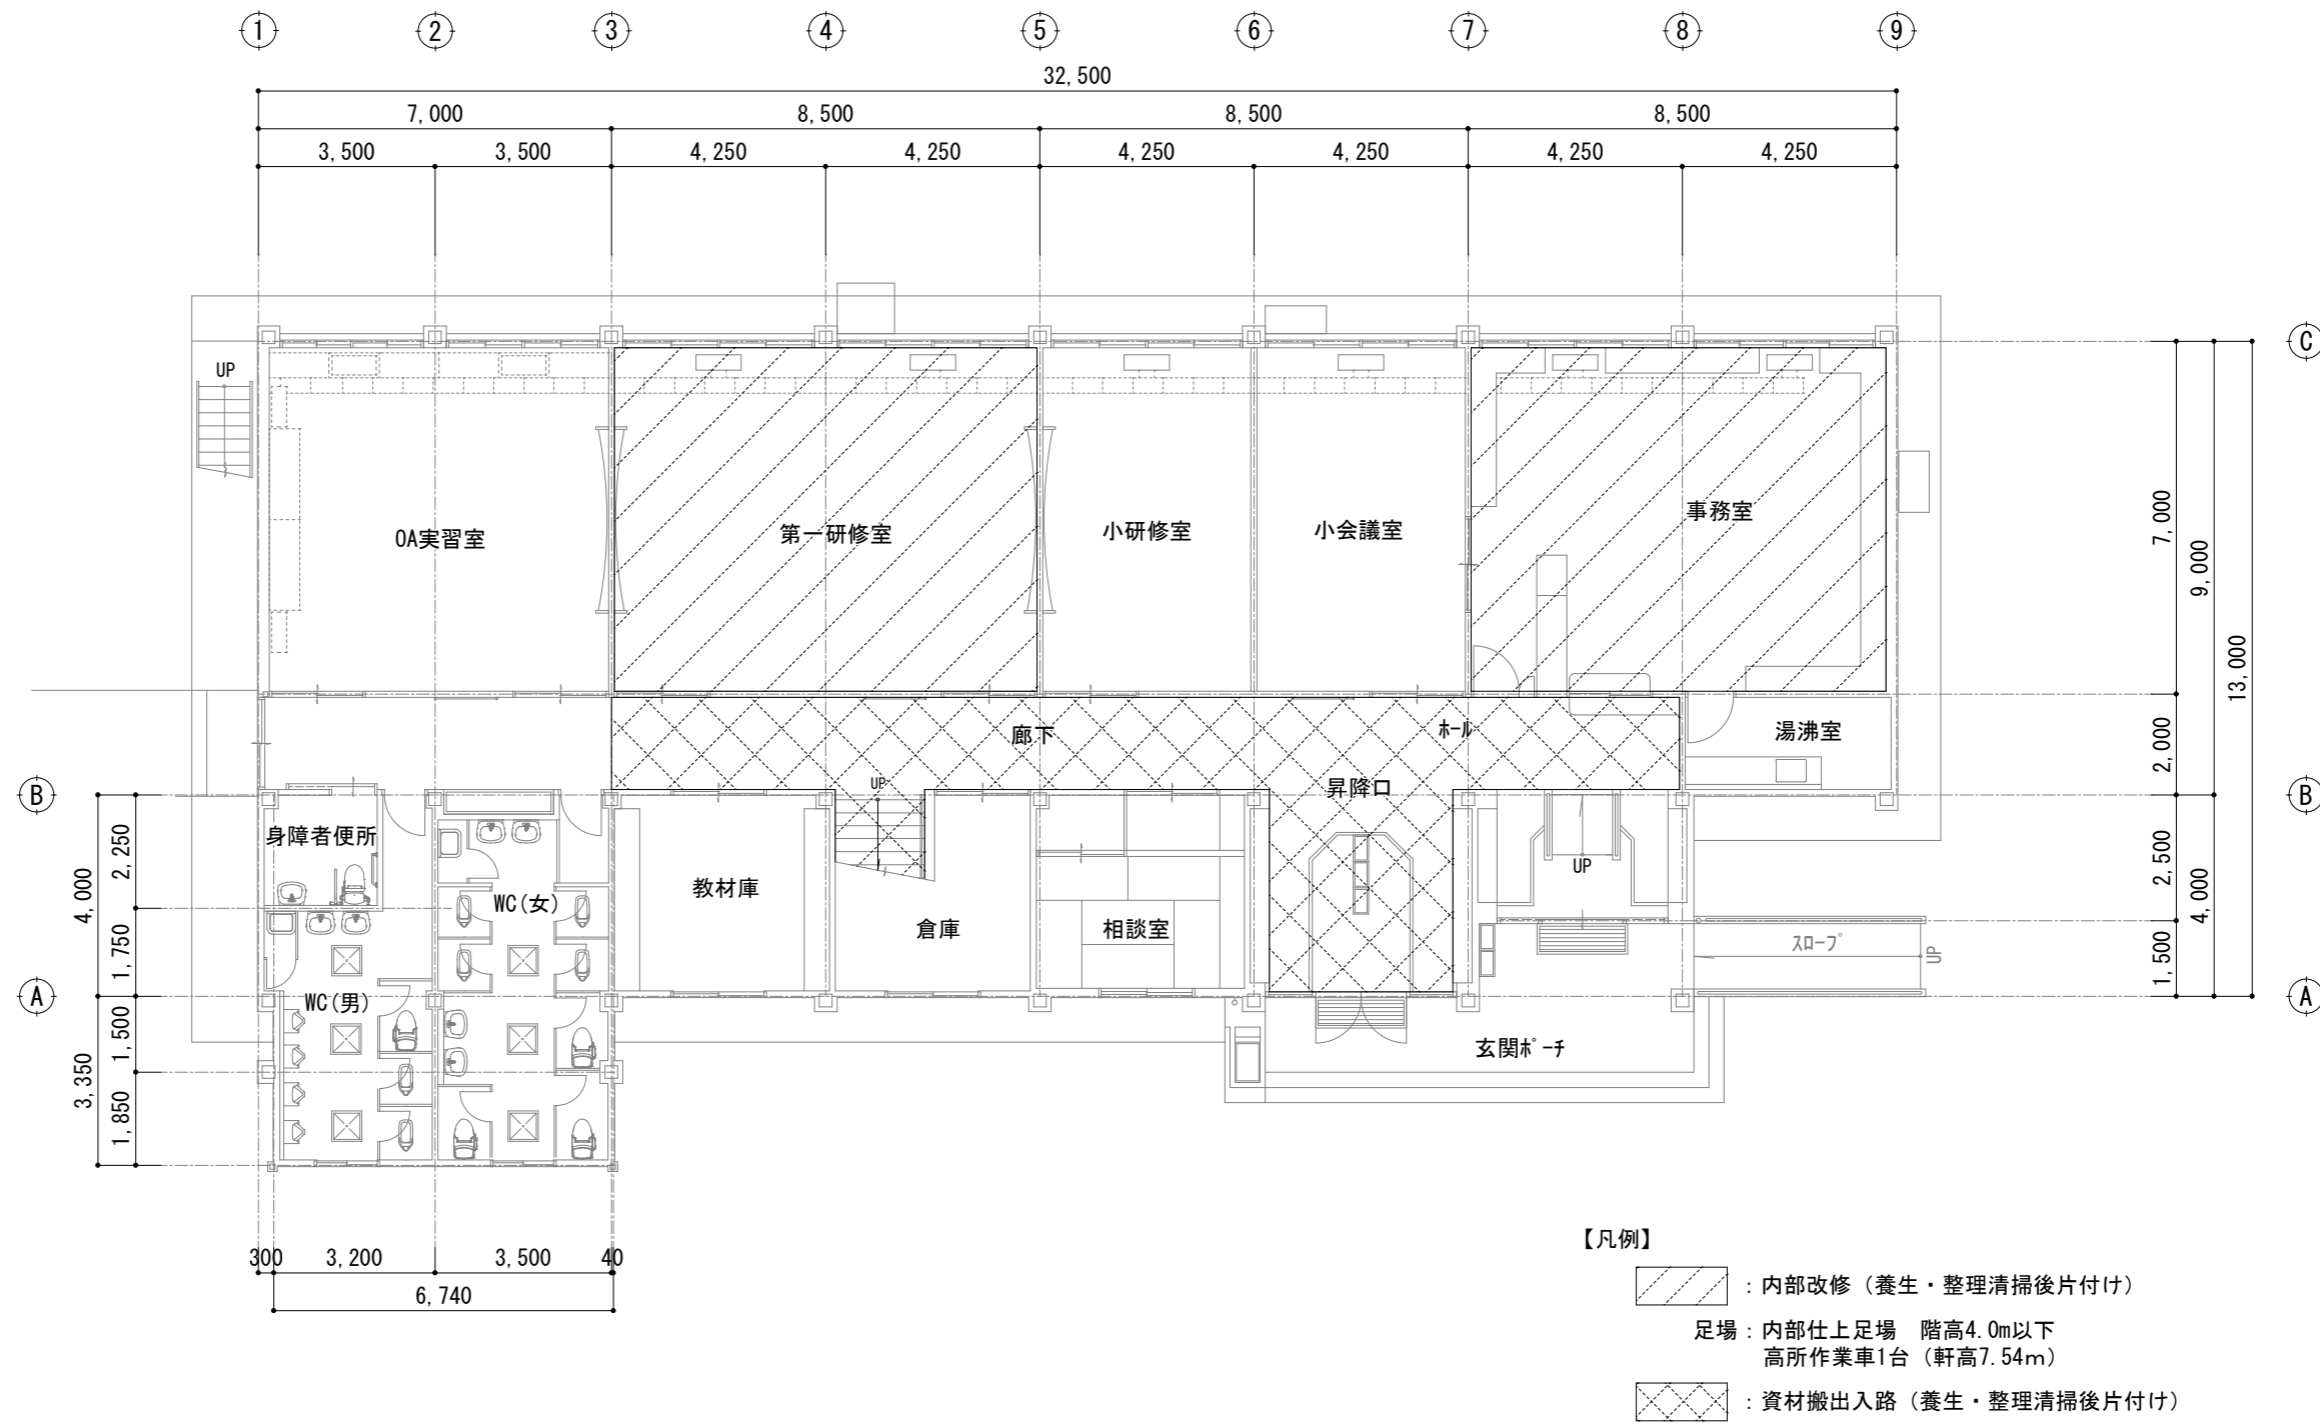 1 2 3 4 5 6 7 8 9
32,500
7,000 8,500 8,500 8,500
3,500 3,500 4,250 4,250 4,250 4,250 4,250 4,250
C
UP
OA実習室
第一研修室
小研修室
小会議室
事務室
7,000
9,000
13,000
廊下
ホール
湯沸室
2,000
B
UP
昇降口
B
身障者便所
2,250
4,000
WC(女)
教材庫
倉庫
相談室
UP
2,500
4,000
スロープ
UP
1,750
1,500
A
WC(男)
A
1,500
3,350
1,850
玄関ポーチ
300 3,200 3,500 40
6,740
【凡例】
：内部改修（養生・整理清掃後片付け）
足場：内部仕上足場　階高4.0m以下
高所作業車1台（軒高7.54m）
：資材搬出入路（養生・整理清掃後片付け）